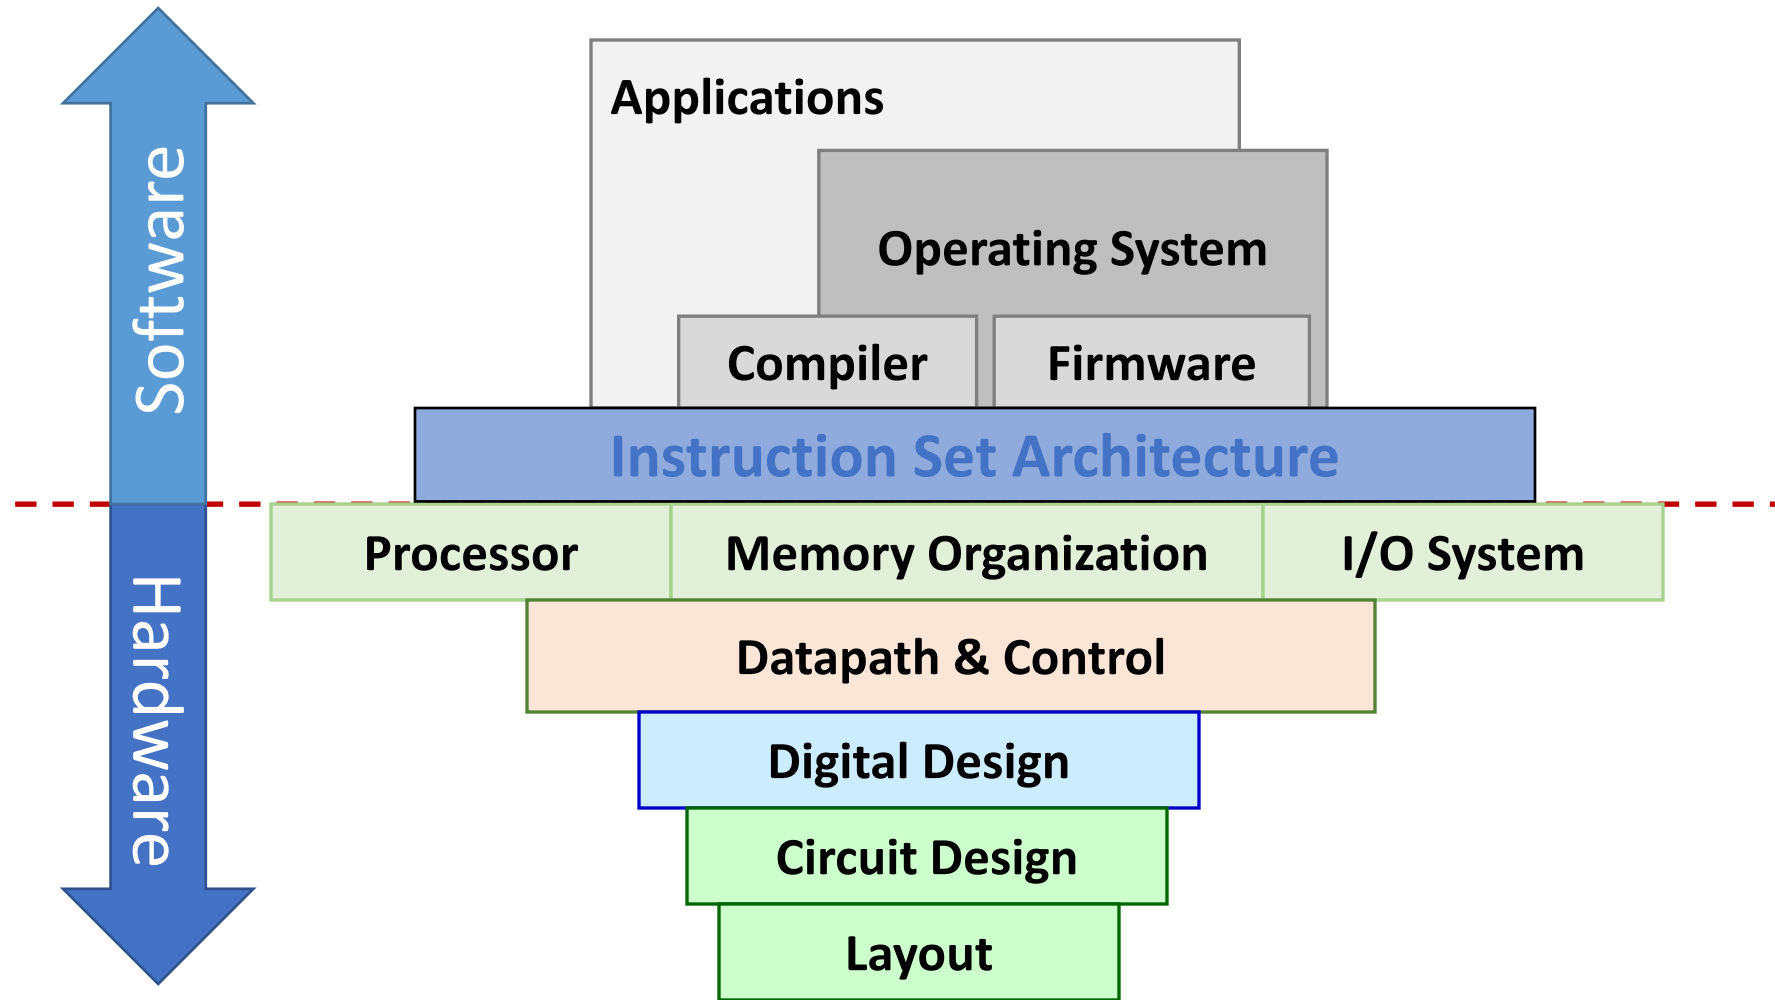 Software
Hardware
Applications
Operating System
Compiler
Firmware
Instruction Set Architecture
Processor
Memory Organization
I/O System
Datapath & Control
Digital Design
Circuit Design
Layout